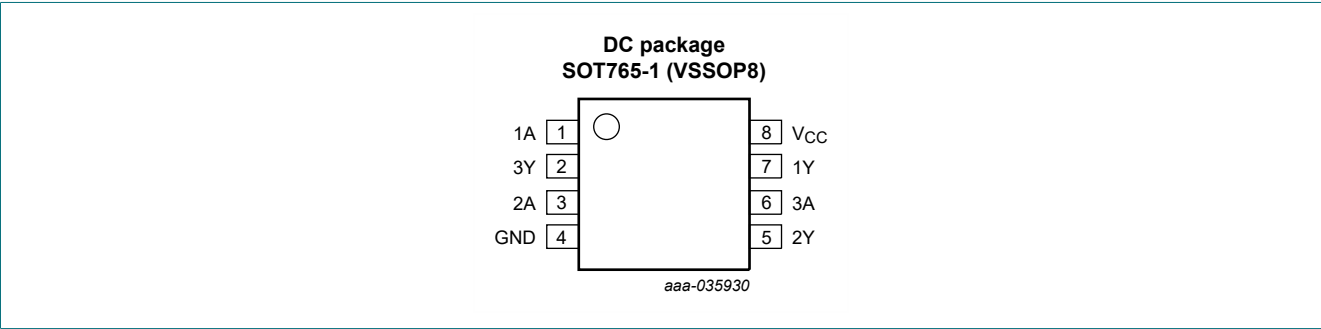 DC package
SOT765-1 (VSSOP8)
1A 1 8 VCC
3Y 2 7 1Y
2A 3 6 3A
GND 4 5 2Y
aaa-035930